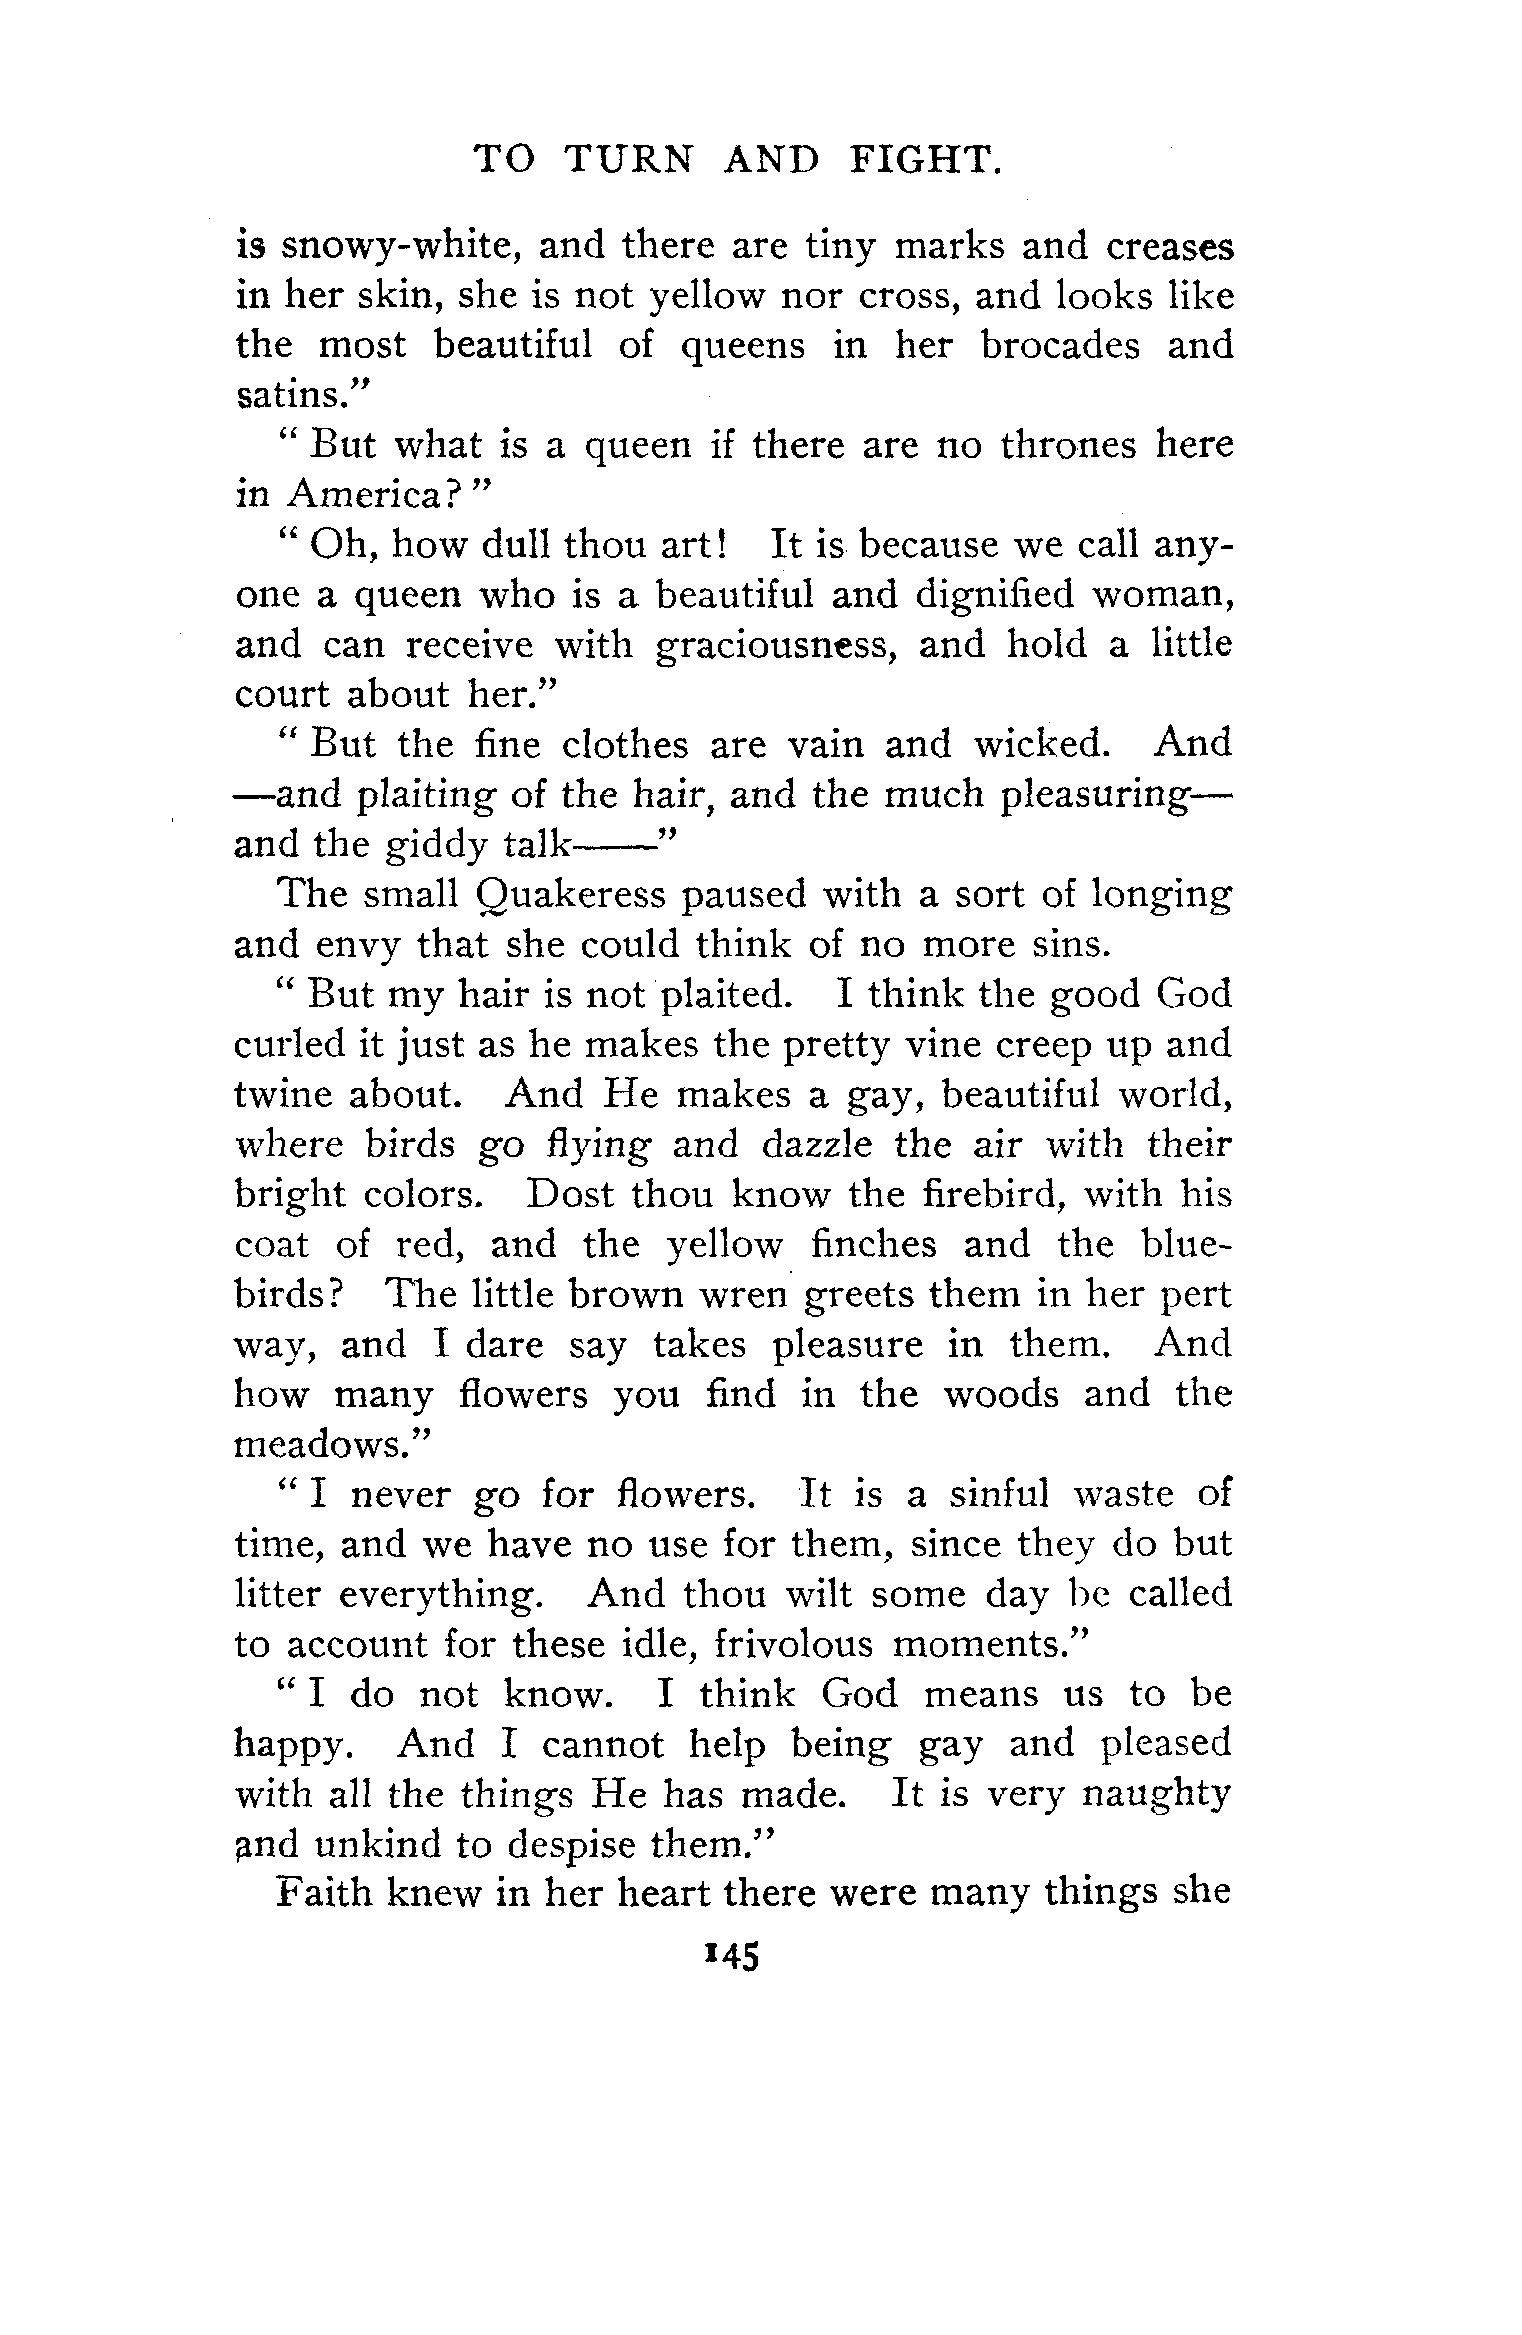 TO TURN AND FIGHT.
is snowy-white, and there are tiny marks and creases
in her skin, she is not yellow nor cross, and looks like
the most beautiful of queens in her brocades and
satins."
" But what is a queen if there are no thrones here
in America? "
" Oh, how dull thou art! It is because we call any-
one a queen who is a beautiful and dignified woman,
and can receive with graciousness, and hold a little
court about her."
" But the fine clothes are vain and wicked. And
—and plaiting of the hair, and the much pleasuring—
and the giddy talk——"
The small Quakeress paused with a sort of longing
and envy that she could think of no more sins.
" But my hair is not plaited. I think the good God
curled it just as he makes the pretty vine creep up and
twine about. And He makes a gay, beautiful world,
where birds go flying and dazzle the air with their
bright colors. Dost thou know the firebird, with his
coat of red, and the yellow finches and the blue-
birds? The little brown wren greets them in her pert
way, and I dare say takes pleasure in them. And
how many flowers you find in the woods and the
meadows."
" I never go for flowers. It is a sinful waste of
time, and we have no use for them, since they do but
litter everything. And thou wilt some day be called
to account for these idle, frivolous moments."
" I do not know. I think God means us to be
happy. And I cannot help being gay and pleased
with all the things He has made. It is very naughty
and unkind to despise them."
Faith knew in her heart there were many things she
145